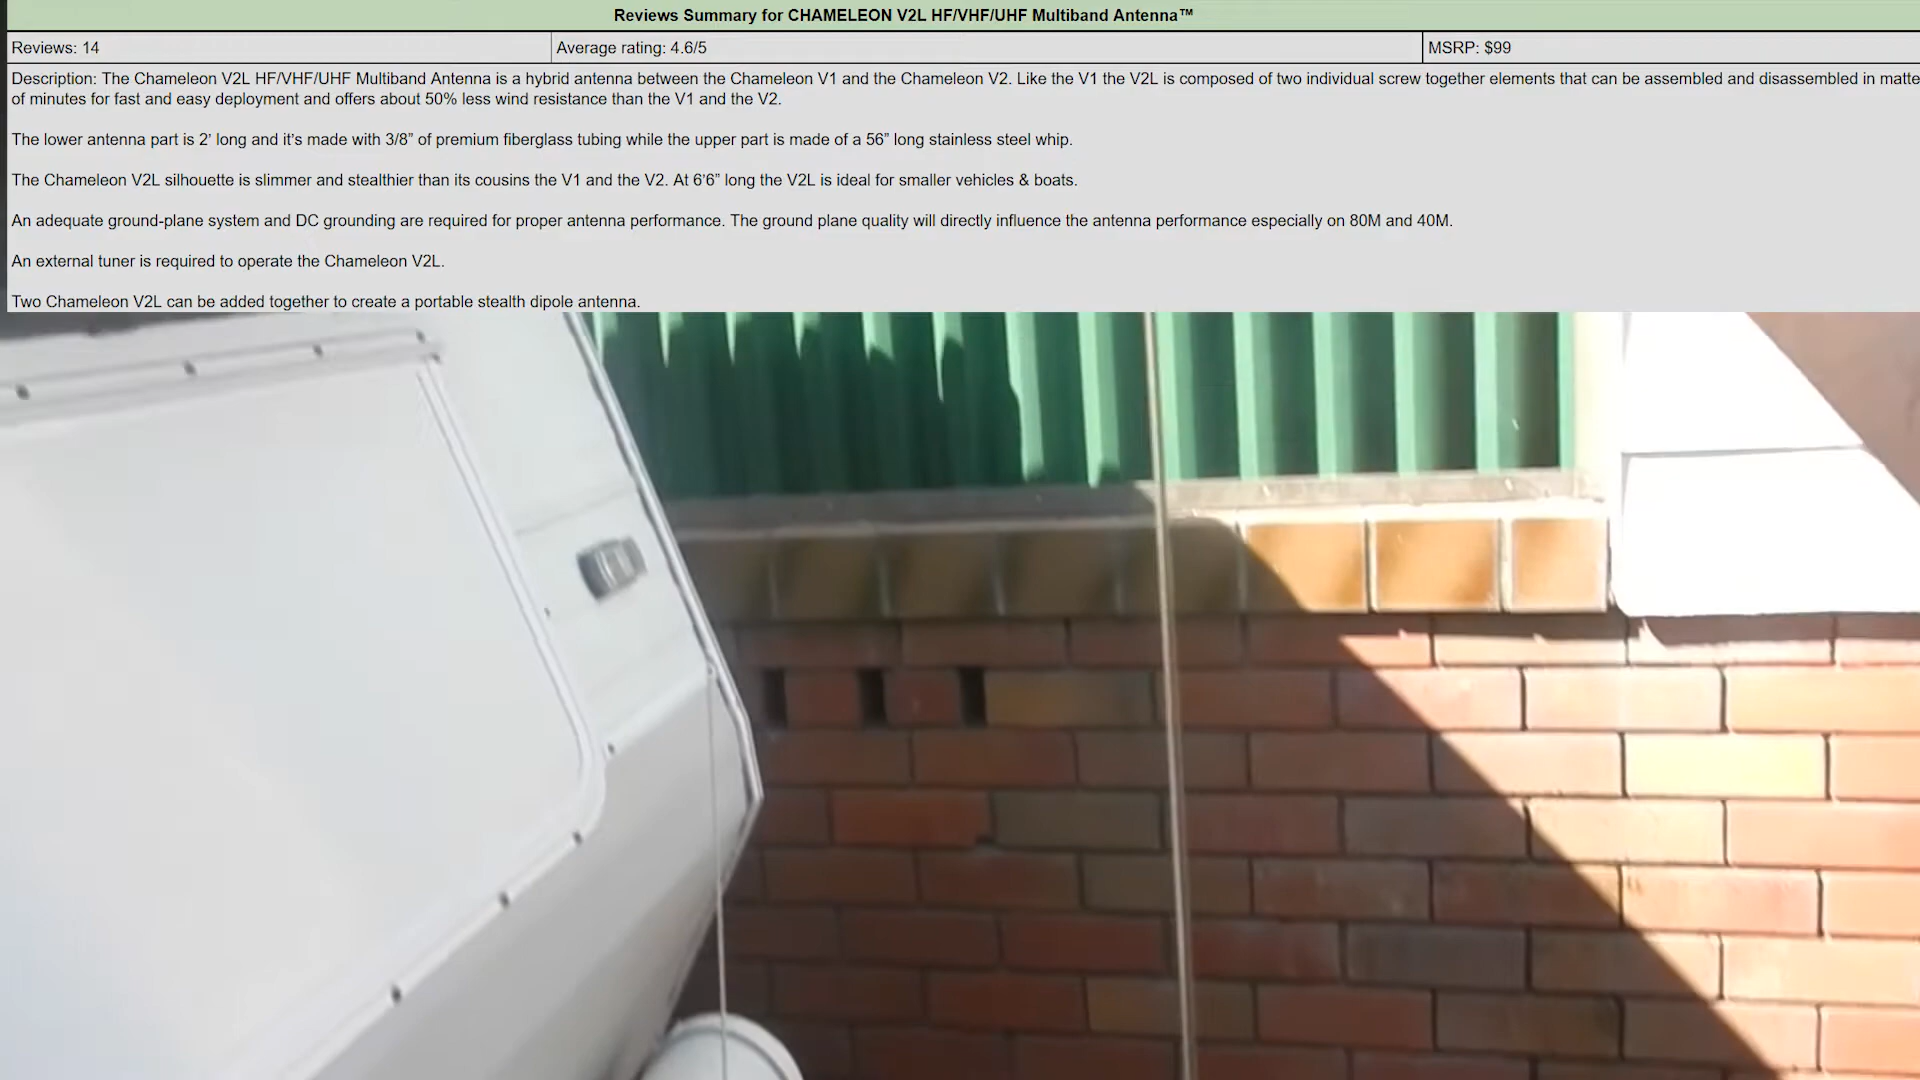 Reviews Summary for CHAMELEON V2L HF/VHF/UHF Multiband Antenna™
Reviews: 14
Average rating: 4.6/5
MSRP: $99
Description: The Chameleon V2L HF/VHF/UHF Multiband Antenna is a hybrid antenna between the Chameleon V1 and the Chameleon V2. Like the V1 the V2L is composed of two individual screw together elements that can be assembled and disassembled in matte
of minutes for fast and easy deployment and offers about 50% less wind resistance than the V1 and the V2.
The lower antenna part is 2’ long and it’s made with 3/8” of premium fiberglass tubing while the upper part is made of a 56” long stainless steel whip.
The Chameleon V2L silhouette is slimmer and stealthier than its cousins the V1 and the V2. At 6’6” long the V2L is ideal for smaller vehicles & boats.
An adequate ground-plane system and DC grounding are required for proper antenna performance. The ground plane quality will directly influence the antenna performance especially on 80M and 40M.
An external tuner is required to operate the Chameleon V2L.
Two Chameleon V2L can be added together to create a portable stealth dipole antenna.